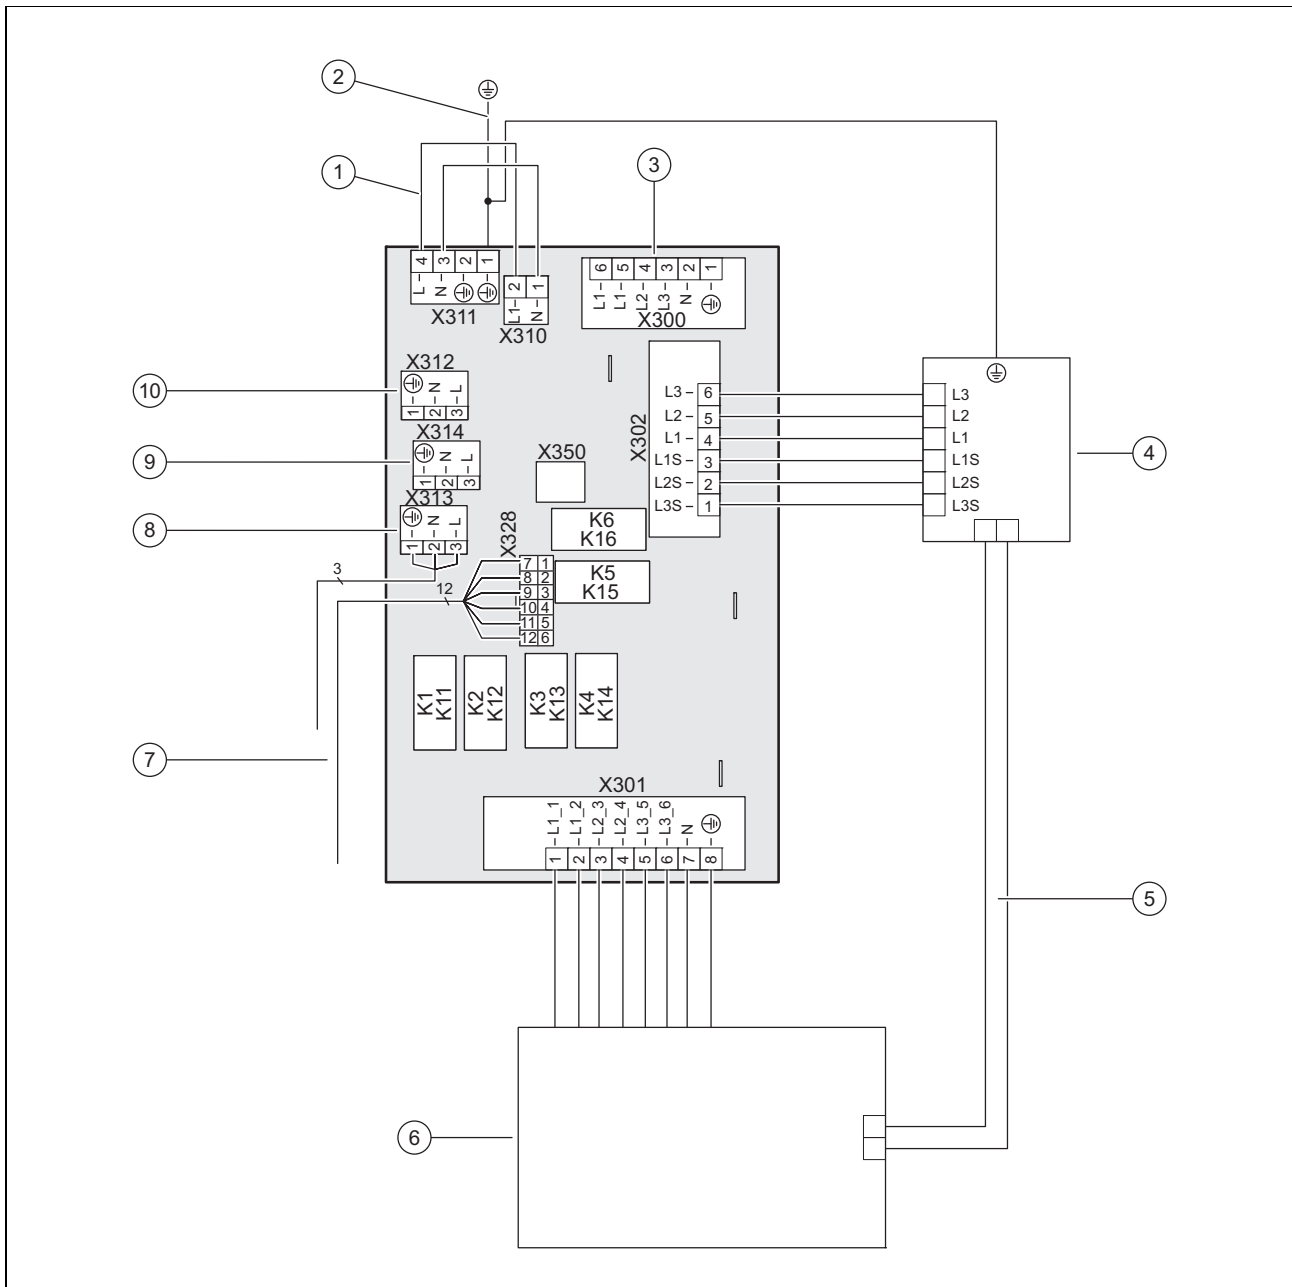 2
3
1
4 3 2 1
L – N –
X311
2 1
L1– N –
X310
6 5 4 3 2 1
L1– L1– L2– L3– N –
X300
X312
10
– N – L
1 2 3
X314
9
– N – L
1 2 3
X313
8
– N – L
1 2 3
3
12
X350
X302
L3 – 6
L2 – 5
L1 – 4
L1S – 3
L2S – 2
L3S – 1
L3
L2
L1
L1S
L2S
L3S
4
K6
K16
X328
7 1
8 2
9 3
10 4
11 5
12 6
K5
K15
K1
K11
K2
K12
K3
K13
K4
K14
7
X301
– L1_1
– L1_2
– L2_3
– L2_4
– L3_5
– L3_6
– N
–
1 2 3 4 5 6 7 8
5
6